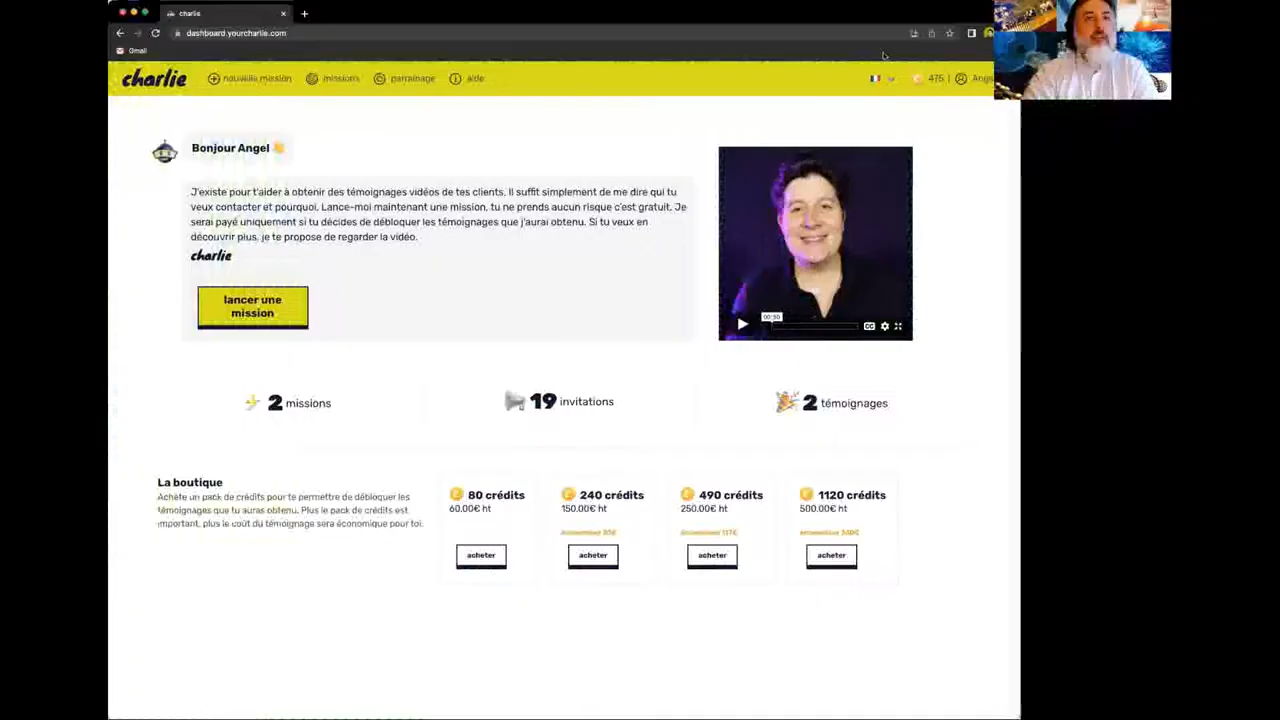 charlie
dashboard.yourcharlie.com
Gmail
charlie nouvelle mission missions parrainage aide 475 |
Bonjour Angel
J'existe pour t'aider à obtenir des témoignages vidéos de tes clients. Il suffit simplement de me dire qui tu
veux contacter et pourquoi. Lance-moi maintenant une mission, tu ne prends aucun risque c'est gratuit. Je
serai payé uniquement si tu décides de débloquer les témoignages que j'aurai obtenu. Si tu veux en
découvrir plus, je te propose de regarder la vidéo.
charlie
lancer une
mission
00:30
CC
2 missions
19 invitations
2 témoignages
La boutique
Achète un pack de crédits pour te permettre de débloquer les
témoignages que tu auras obtenu. Plus le pack de crédits est
important, plus le coût du témoignage sera économique pour toi.
80 crédits
60.00€ ht
acheter
240 crédits
150.00€ ht
acheter
490 crédits
250.00€ ht
acheter
1120 crédits
500.00€ ht
acheter